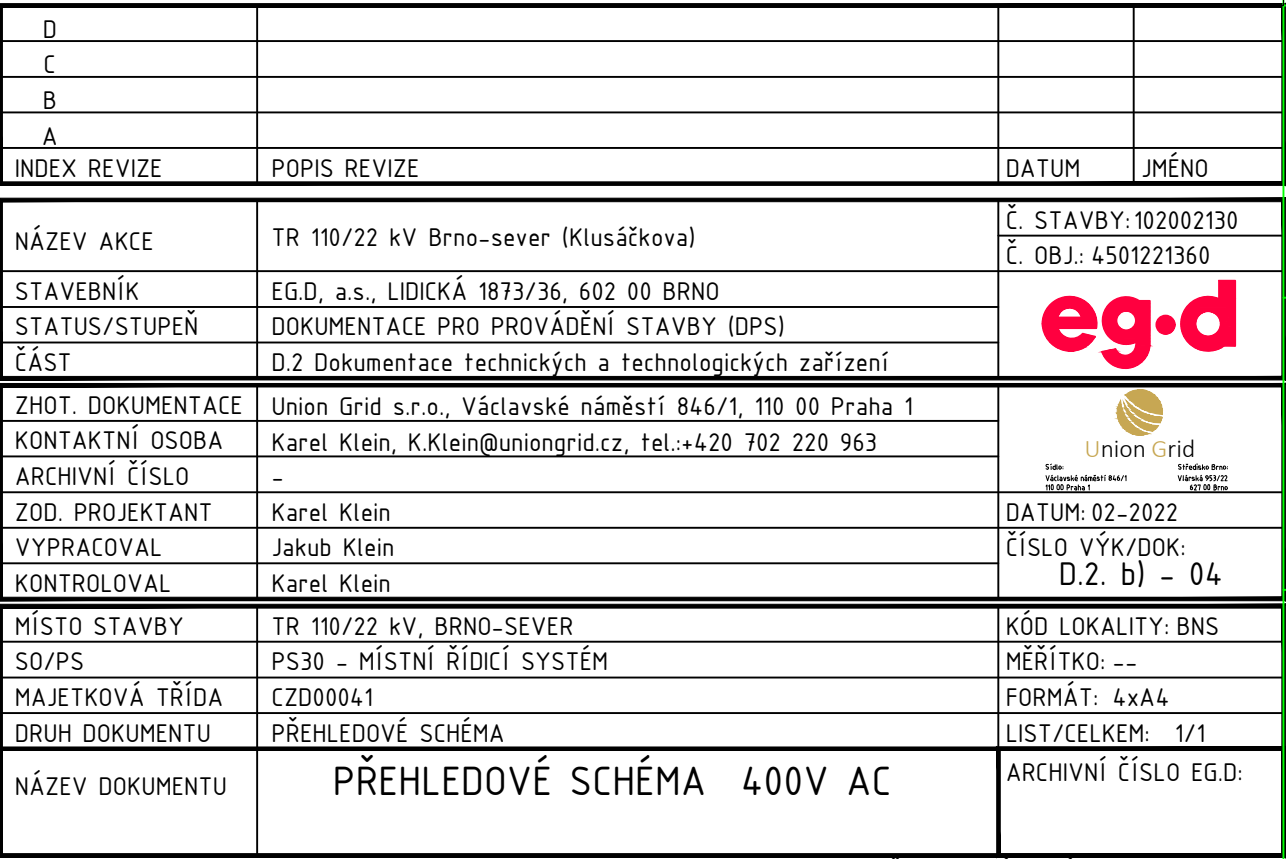 D
C
B
A
INDEX REVIZE POPIS REVIZE DATUM JMÉNO
NÁZEV AKCE TR 110/22 kV Brno-sever (Klusáčkova) Č. STAVBY: 102002130
Č. OBJ.: 4501221360
STAVEBNÍK EG.D, a.s., LIDICKÁ 1873/36, 602 00 BRNO
eg·d
STATUS/STUPEŇ DOKUMENTACE PRO PROVÁDĚNÍ STAVBY (DPS)
ČÁST D.2 Dokumentace technických a technologických zařízení
ZHOT. DOKUMENTACE Union Grid s.r.o., Václavské náměstí 846/1, 110 00 Praha 1
KONTAKTNÍ OSOBA Karel Klein, K.Klein@uniongrid.cz, tel.:+420 702 220 963
Union Grid
Sídlo: Středisko Brno:
Václavské náměstí 846/1 Vlárská 953/22
110 00 Praha 1 627 00 Brno
ARCHIVNÍ ČÍSLO -
ZOD. PROJEKTANT Karel Klein DATUM: 02-2022
VYPRACOVAL Jakub Klein ČÍSLO VÝK/DOK:
KONTROLOVAL Karel Klein D.2. b) - 04
MÍSTO STAVBY TR 110/22 kV, BRNO-SEVER KÓD LOKALITY: BNS
SO/PS PS30 - MÍSTNÍ ŘÍDICÍ SYSTÉM MĚŘÍTKO: --
MAJETKOVÁ TŘÍDA CZD00041 FORMÁT: 4xA4
DRUH DOKUMENTU PŘEHLEDOVÉ SCHÉMA LIST/CELKEM: 1/1
NÁZEV DOKUMENTU PŘEHLEDOVÉ SCHÉMA 400V AC ARCHIVNÍ ČÍSLO EG.D: